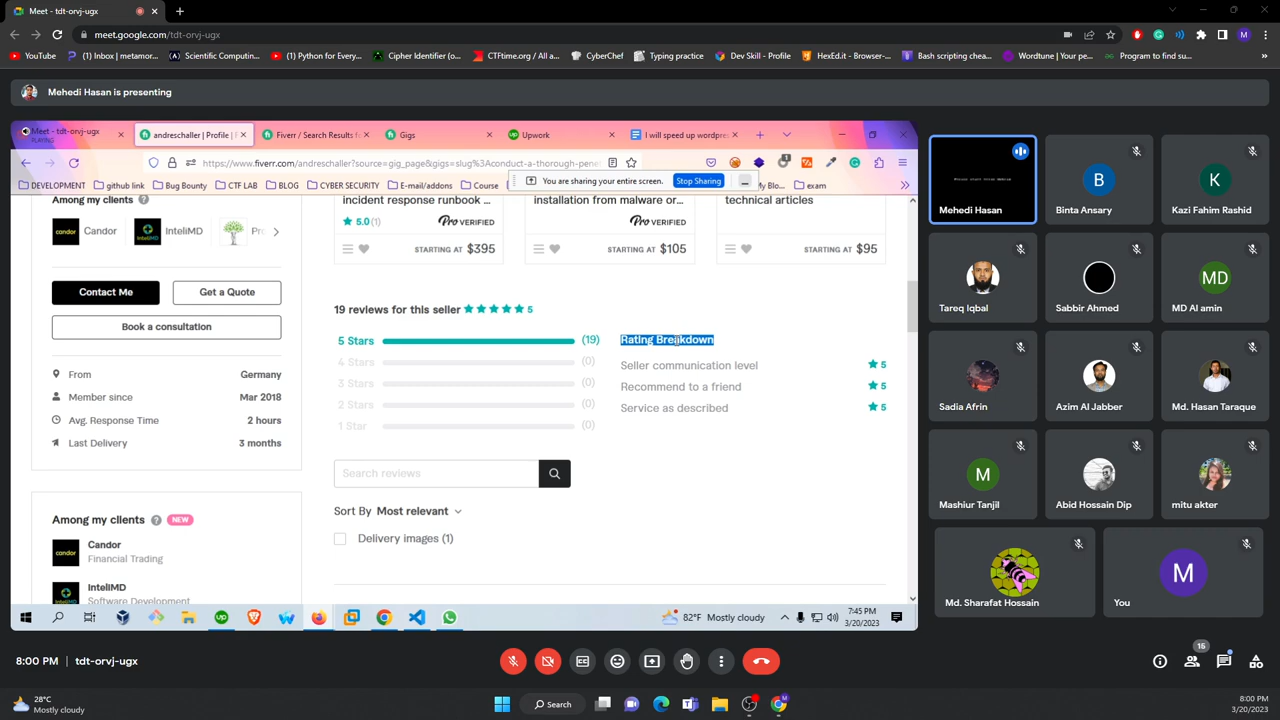 Meet - tdt-orvj-ugx
meet.google.com/tdt-orvj-ugx
YouTube
(1) Inbox | metamor...
Scientific Computin...
(1) Python for Every...
Cipher Identifier (o...
CTFtime.org / All a...
CyberChef
Typing practice
Dev Skill - Profile
HexEd.it - Browser-...
Bash scripting chea...
Wordtune | Your pe...
Program to find su...
Mehedi Hasan is presenting
Meet - tdt-orvj-ugx
andreschaller | Profile | F
Fiverr / Search Results fo
Gigs
Upwork
I will speed up wordpre
https://www.fiverr.com/andreschaller?source=gig_page&gigs=slug%3Aconduct-a-thorough-pene
DEVELOPMENT
github link
Bug Bounty
CTF LAB
BLOG
CYBER SECURITY
E-mail/addons
Course
You are sharing your entire screen.
Stop Sharing
My Blo...
exam
Among my clients
Candor
InteliMD
Pr
Contact Me
Get a Quote
Book a consultation
From Germany
Member since Mar 2018
Avg. Response Time 2 hours
Last Delivery 3 months
Among my clients NEW
Candor
Financial Trading
InteliMD
Software Development
incident response runbook ...
5.0 (1)
Pro VERIFIED
STARTING AT $395
installation from malware or...
Pro VERIFIED
STARTING AT $105
technical articles
STARTING AT $95
19 reviews for this seller 5
5 Stars (19)
4 Stars (0)
3 Stars (0)
2 Stars (0)
1 Star (0)
Rating Breakdown
Seller communication level 5
Recommend to a friend 5
Service as described 5
Search reviews
Sort By Most relevant
Delivery images (1)
82°F Mostly cloudy
7:45 PM
3/20/2023
Mehedi Hasan
B
Binta Ansary
K
Kazi Fahim Rashid
Tareq Iqbal
Sabbir Ahmed
MD
MD Al amin
Sadia Afrin
Azim Al Jabber
Md. Hasan Taraque
M
Mashiur Tanjil
Abid Hossain Dip
mitu akter
Md. Sharafat Hossain
M
You
8:00 PM
tdt-orvj-ugx
15
28°C
Mostly cloudy
Search
8:00 PM
3/20/2023